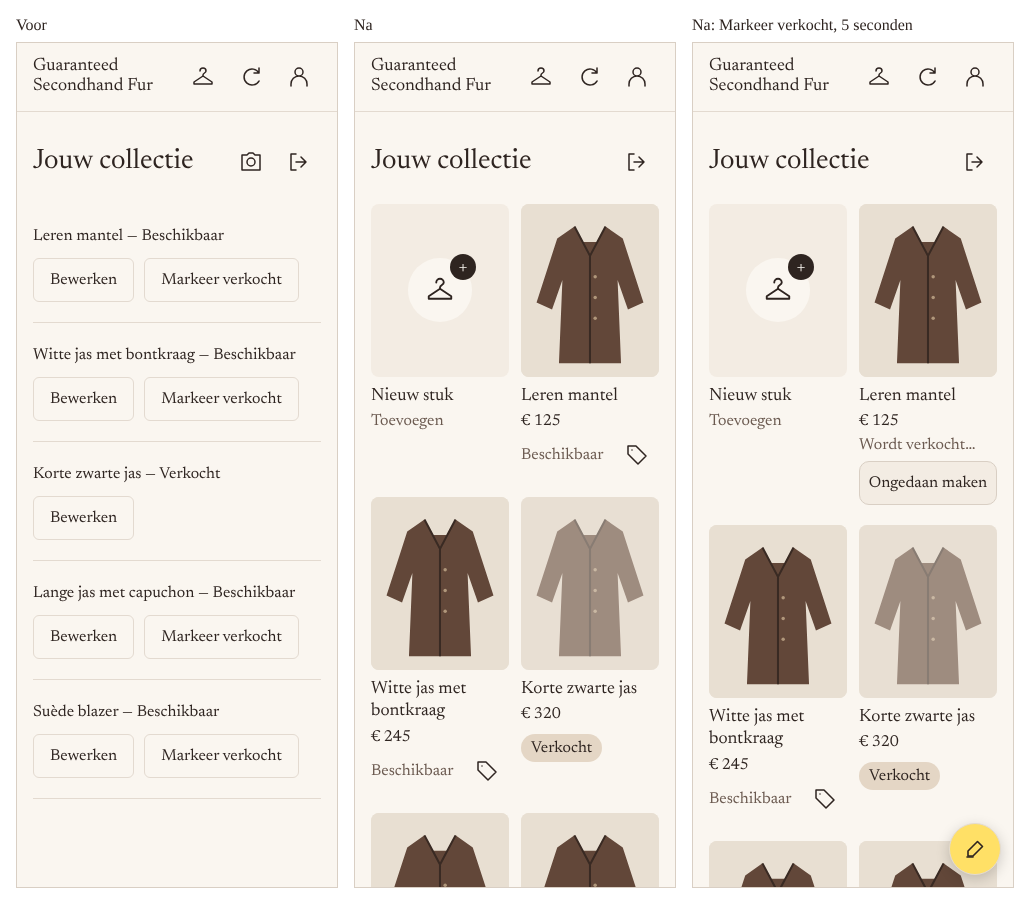 Voor
Guaranteed
Secondhand Fur
Jouw collectie
Leren mantel – Beschikbaar
Bewerken
Markeer verkocht
Witte jas met bontkraag – Beschikbaar
Bewerken
Markeer verkocht
Korte zwarte jas – Verkocht
Bewerken
Lange jas met capuchon – Beschikbaar
Bewerken
Markeer verkocht
Suède blazer – Beschikbaar
Bewerken
Markeer verkocht
Na
Guaranteed
Secondhand Fur
Jouw collectie
+
Nieuw stuk
Toevoegen
Leren mantel
€ 125
Beschikbaar
Witte jas met
bontkraag
€ 245
Beschikbaar
Korte zwarte jas
€ 320
Verkocht
Na: Markeer verkocht, 5 seconden
Guaranteed
Secondhand Fur
Jouw collectie
+
Nieuw stuk
Toevoegen
Leren mantel
€ 125
Wordt verkocht…
Ongedaan maken
Witte jas met
bontkraag
€ 245
Beschikbaar
Korte zwarte jas
€ 320
Verkocht